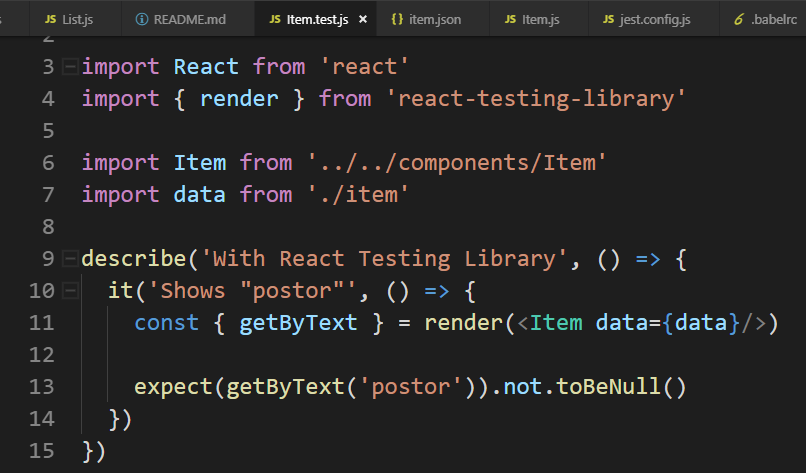 s JS List.js README.md JS Item.test.js × {} item.json JS Item.js JS jest.config.js 6 .babelrc
2
3 import React from 'react'
4 import { render } from 'react-testing-library'
5
6 import Item from '../../components/Item'
7 import data from './item'
8
9 describe('With React Testing Library', () => {
10 it('Shows "postor"', () => {
11 const { getByText } = render(<Item data={data}/>)
12
13 expect(getByText('postor')).not.toBeNull()
14 })
15 })